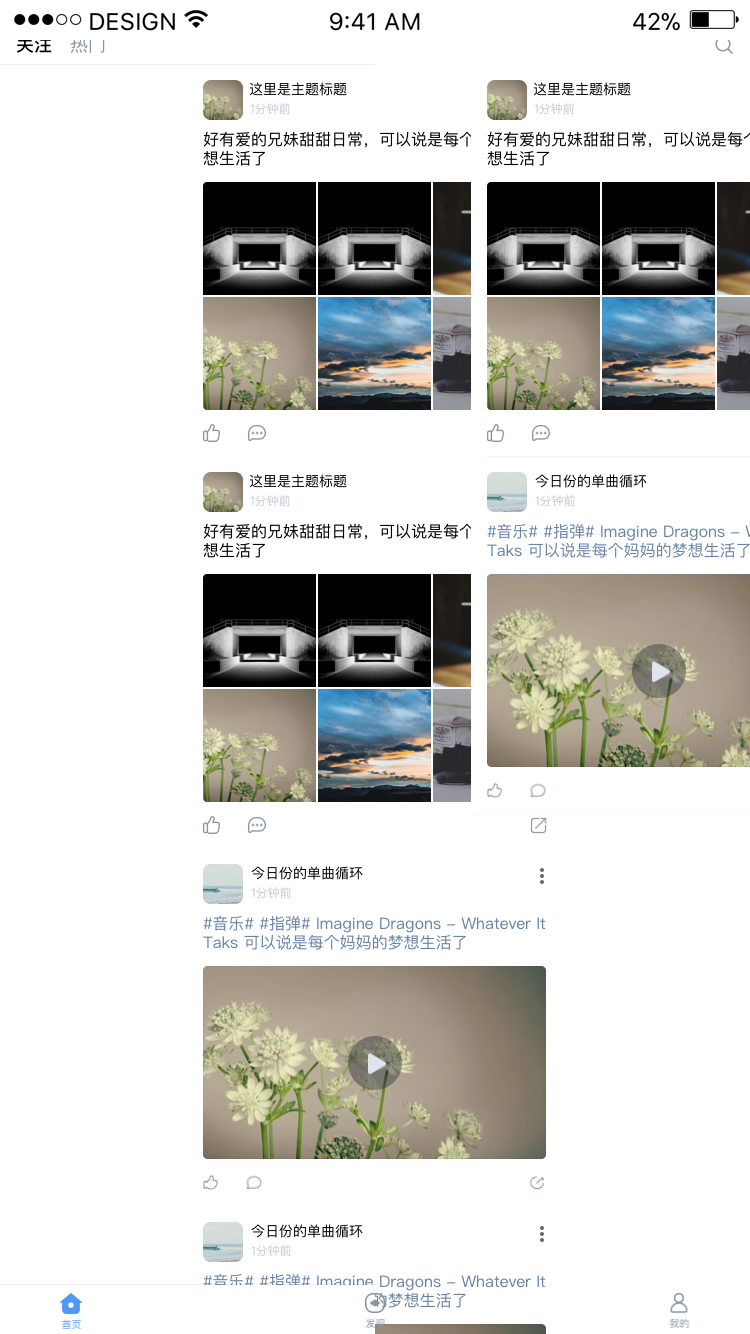 DESIGN 9:41 AM 42%
关注 热门
这里是主题标题
1分钟前
好有爱的兄妹甜甜日常，可以说是每个
想生活了
这里是主题标题
1分钟前
好有爱的兄妹甜甜日常，可以说是每个
想生活了
这里是主题标题
1分钟前
好有爱的兄妹甜甜日常，可以说是每个
想生活了
今日份的单曲循环
1分钟前
#音乐# #指弹# Imagine Dragons –
Taks 可以说是每个妈妈的梦想生活了
今日份的单曲循环
1分钟前
#音乐# #指弹# Imagine Dragons – Whatever It
Taks 可以说是每个妈妈的梦想生活了
今日份的单曲循环
1分钟前
#音乐# #指弹# Imagine Dragons – Whatever It
的梦想生活了
首页 发现 我的